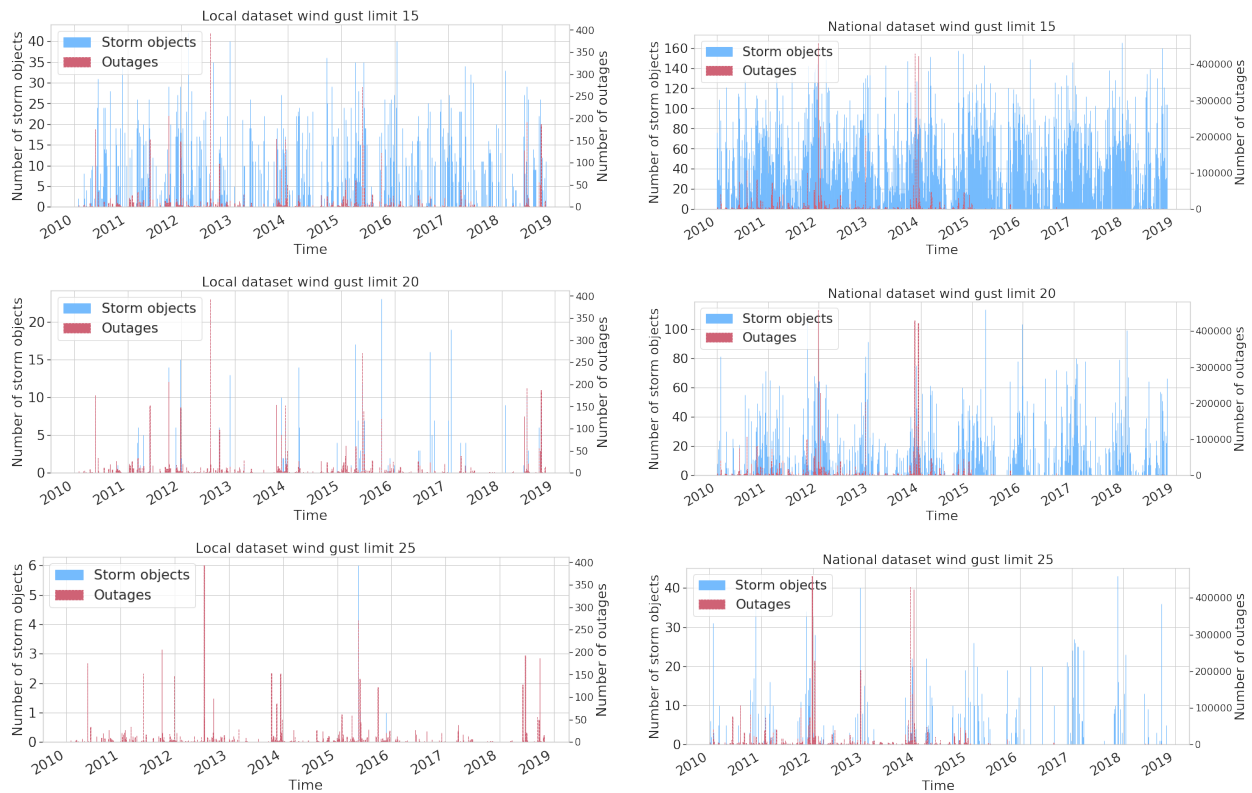 Local dataset wind gust limit 15
Number of storm objects
40
35
30
25
20
15
10
5
0
Storm objects
Outages
400
350
300
250
200
150
100
50
0
Number of outages
2010 2011 2012 2013 2014 2015 2016 2017 2018 2019
Time
National dataset wind gust limit 15
Number of storm objects
160
140
120
100
80
60
40
20
0
Storm objects
Outages
400000
300000
200000
100000
0
Number of outages
2010 2011 2012 2013 2014 2015 2016 2017 2018 2019
Time
Local dataset wind gust limit 20
Number of storm objects
20
15
10
5
0
Storm objects
Outages
400
350
300
250
200
150
100
50
0
Number of outages
2010 2011 2012 2013 2014 2015 2016 2017 2018 2019
Time
National dataset wind gust limit 20
Number of storm objects
100
80
60
40
20
0
Storm objects
Outages
400000
300000
200000
100000
0
Number of outages
2010 2011 2012 2013 2014 2015 2016 2017 2018 2019
Time
Local dataset wind gust limit 25
Number of storm objects
6
5
4
3
2
1
0
Storm objects
Outages
400
350
300
250
200
150
100
50
0
Number of outages
2010 2011 2012 2013 2014 2015 2016 2017 2018 2019
Time
National dataset wind gust limit 25
Number of storm objects
40
30
20
10
0
Storm objects
Outages
400000
300000
200000
100000
0
Number of outages
2010 2011 2012 2013 2014 2015 2016 2017 2018 2019
Time